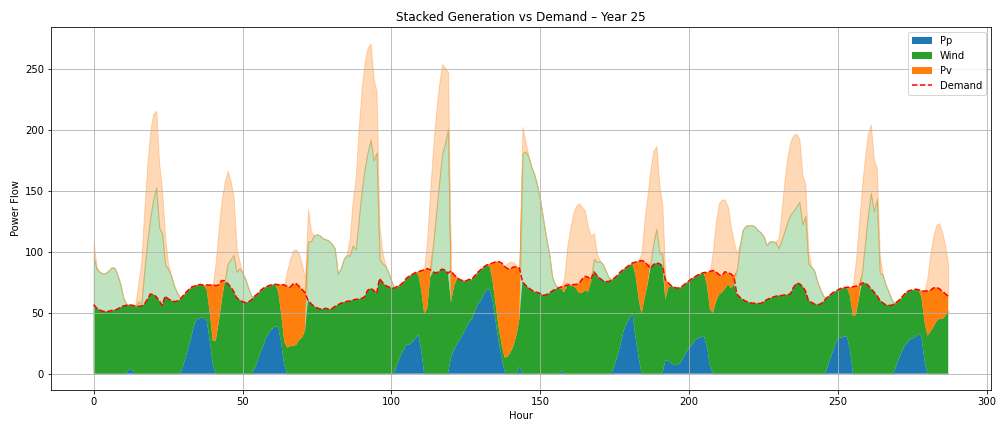 Stacked Generation vs Demand – Year 25
Pp
Wind
Pv
Demand
Power Flow
250
200
150
100
50
0
0 50 100 150 200 250 300
Hour